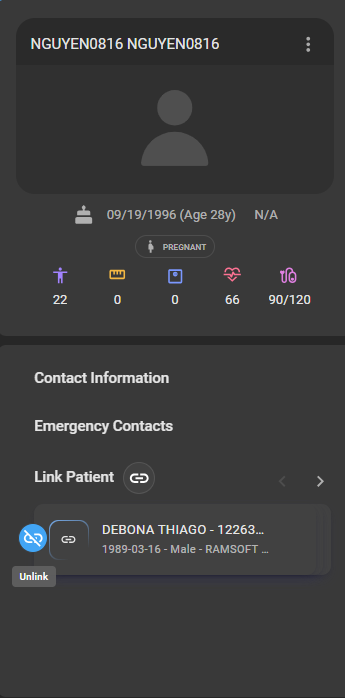 NGUYEN0816 NGUYEN0816
09/19/1996 (Age 28y) N/A
PREGNANT
22 0 0 66 90/120
Contact Information
Emergency Contacts
Link Patient
DEBONA THIAGO - 12263...
1989-03-16 - Male - RAMSOFT ...
Unlink